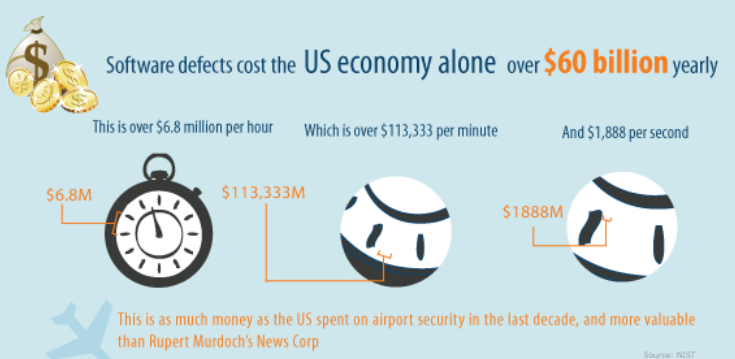 $
Software defects cost the US economy alone over $60 billion yearly
This is over $6.8 million per hour
Which is over $113,333 per minute
And $1,888 per second
$6.8M
$113,333M
$1888M
This is as much money as the US spent on airport security in the last decade, and more valuable
than Rupert Murdoch's News Corp
Source: NIST